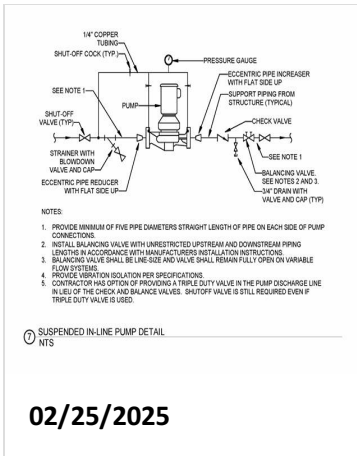 1/4" COPPER
TUBING
SHUT-OFF COCK (TYP.)
PRESSURE GAUGE
ECCENTRIC PIPE INCREASER
WITH FLAT SIDE UP
SUPPORT PIPING FROM
STRUCTURE (TYPICAL)
SEE NOTE 1
PUMP
CHECK VALVE
SHUT-OFF
VALVE (TYP)
STRAINER WITH
BLOWDOWN
VALVE AND CAP
SEE NOTE 1
BALANCING VALVE.
SEE NOTES 2 AND 3.
ECCENTRIC PIPE REDUCER
WITH FLAT SIDE UP
3/4" DRAIN WITH
VALVE AND CAP (TYP)
NOTES:
1. PROVIDE MINIMUM OF FIVE PIPE DIAMETERS STRAIGHT LENGTH OF PIPE ON EACH SIDE OF PUMP
CONNECTIONS.
2. INSTALL BALANCING VALVE WITH UNRESTRICTED UPSTREAM AND DOWNSTREAM PIPING
LENGTHS IN ACCORDANCE WITH MANUFACTURERS INSTALLATION INSTRUCTIONS.
3. BALANCING VALVE SHALL BE LINE-SIZE AND VALVE SHALL REMAIN FULLY OPEN ON VARIABLE
FLOW SYSTEMS.
4. PROVIDE VIBRATION ISOLATION PER SPECIFICATIONS.
5. CONTRACTOR HAS OPTION OF PROVIDING A TRIPLE DUTY VALVE IN THE PUMP DISCHARGE LINE
IN LIEU OF THE CHECK AND BALANCE VALVES. SHUTOFF VALVE IS STILL REQUIRED EVEN IF
TRIPLE DUTY VALVE IS USED.
7 SUSPENDED IN-LINE PUMP DETAIL
NTS
02/25/2025